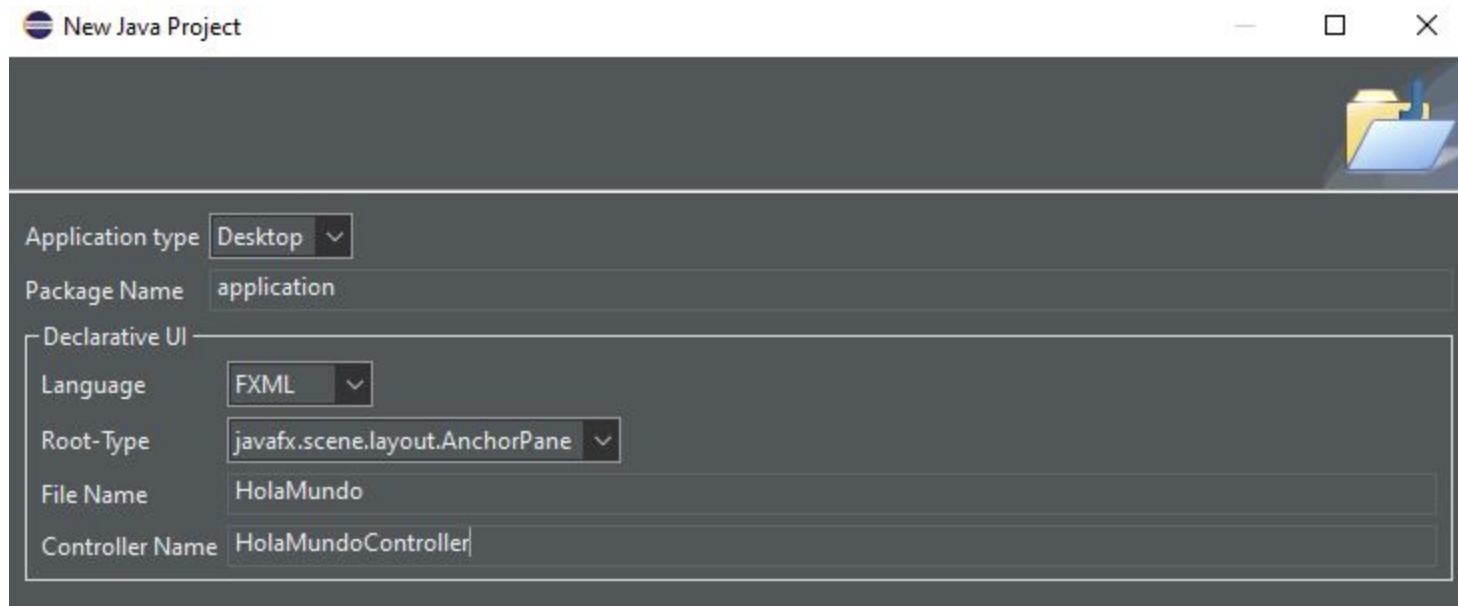 New Java Project
Application type Desktop
Package Name application
Declarative UI
Language FXML
Root-Type javafx.scene.layout.AnchorPane
File Name HolaMundo
Controller Name HolaMundoController